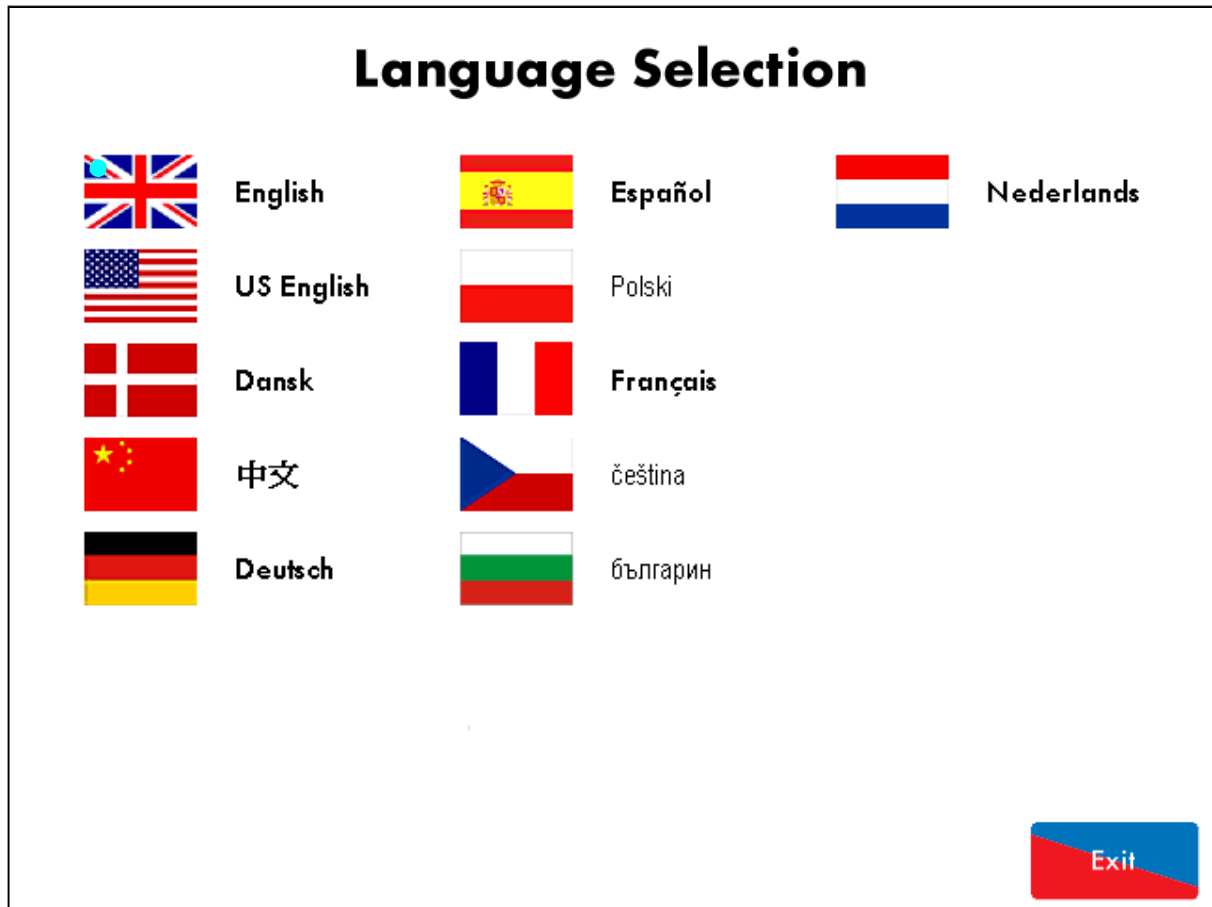 Language Selection
English
Español
Nederlands
US English
Polski
Dansk
Français
中文
čeština
Deutsch
българин
Exit